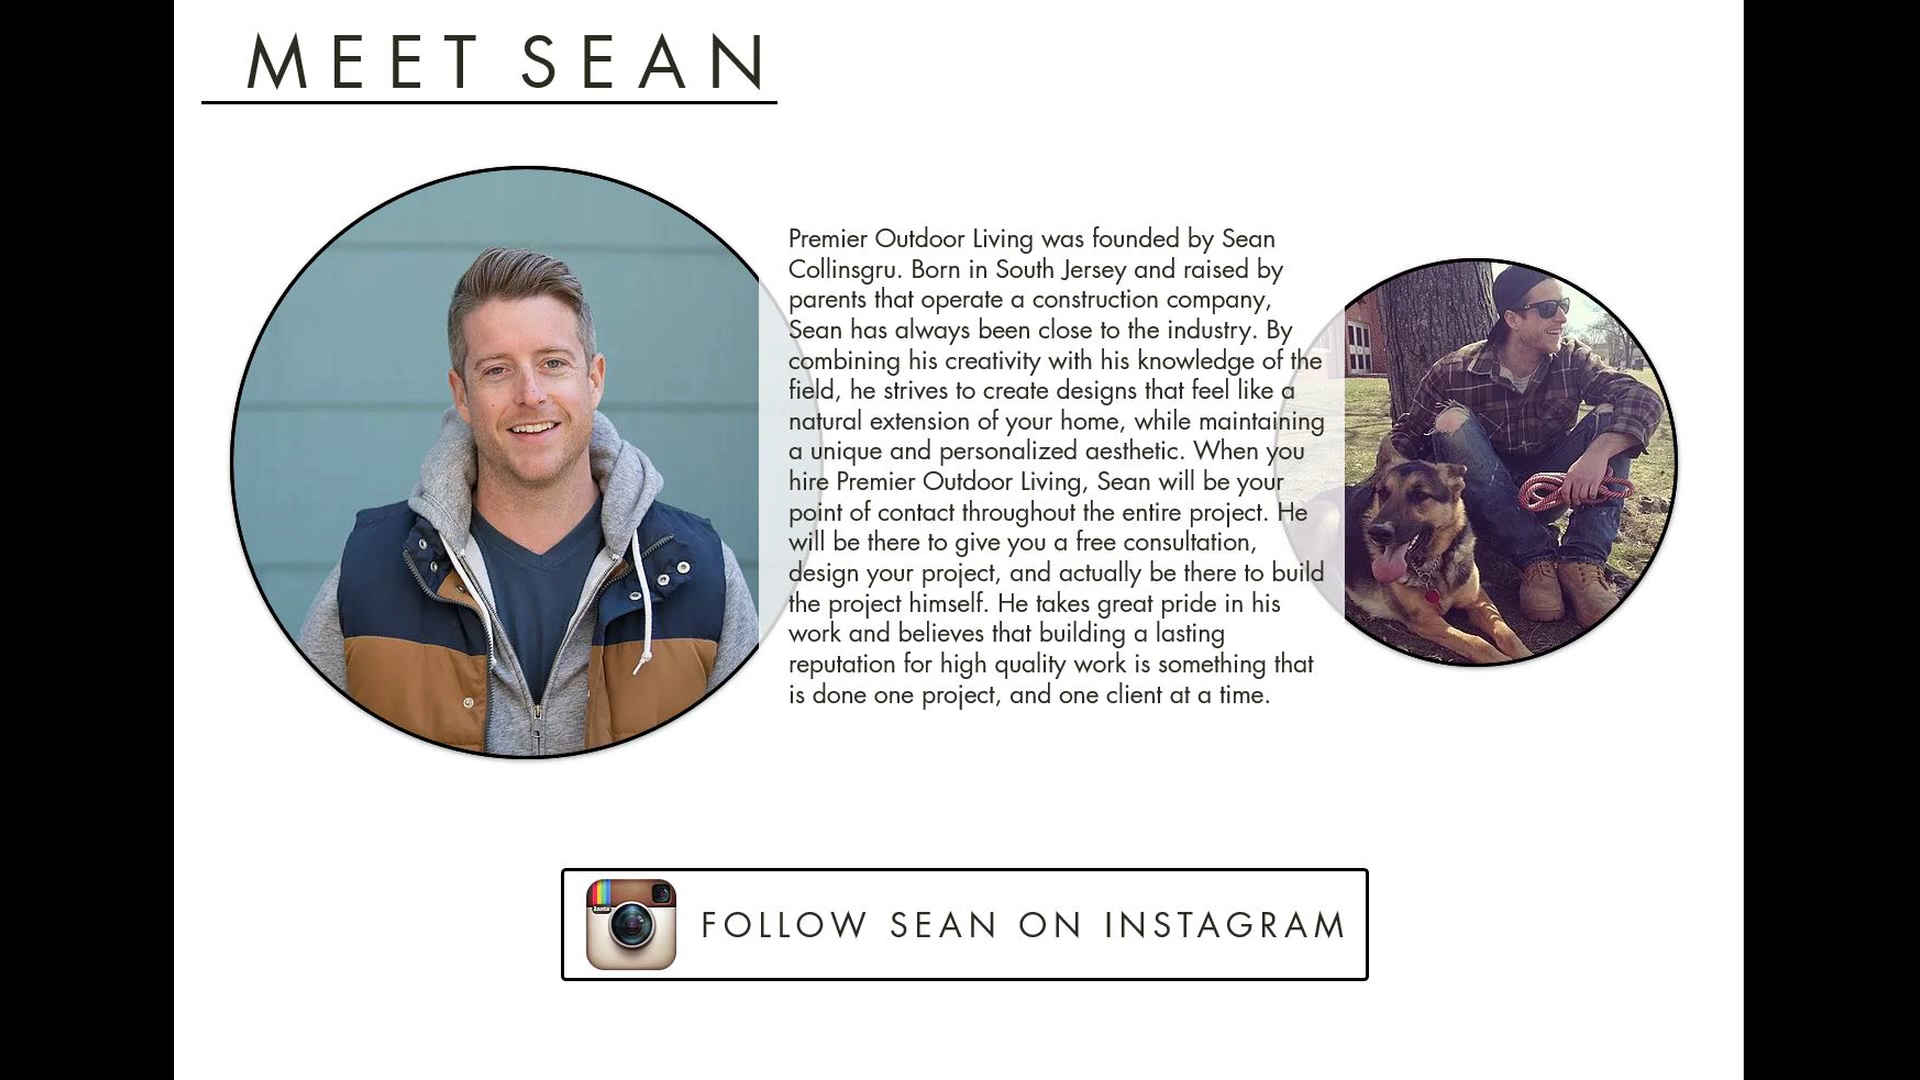 MEET SEAN
Premier Outdoor Living was founded by Sean
Collinsgru. Born in South Jersey and raised by
parents that operate a construction company,
Sean has always been close to the industry. By
combining his creativity with his knowledge of the
field, he strives to create designs that feel like a
natural extension of your home, while maintaining
a unique and personalized aesthetic. When you
hire Premier Outdoor Living, Sean will be your
point of contact throughout the entire project. He
will be there to give you a free consultation,
design your project, and actually be there to build
the project himself. He takes great pride in his
work and believes that building a lasting
reputation for high quality work is something that
is done one project, and one client at a time.
Insta
FOLLOW SEAN ON INSTAGRAM